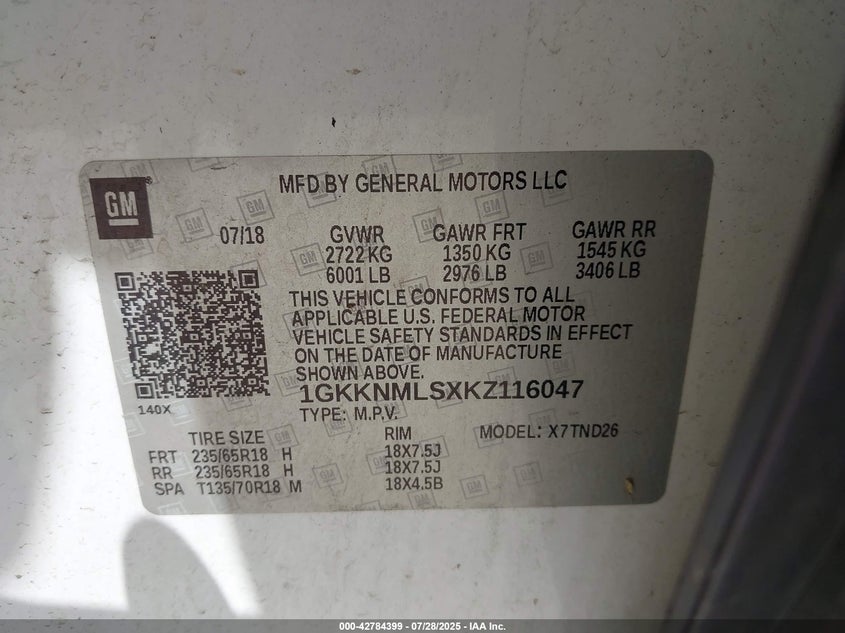 GM
MFD BY GENERAL MOTORS LLC
07/18 GVWR GAWR FRT GAWR RR
2722 KG 1350 KG 1545 KG
6001 LB 2976 LB 3406 LB
THIS VEHICLE CONFORMS TO ALL
APPLICABLE U.S. FEDERAL MOTOR
VEHICLE SAFETY STANDARDS IN EFFECT
ON THE DATE OF MANUFACTURE
SHOWN ABOVE.
1GKKNMLSXKZ116047
140X
TYPE: M.P.V.
TIRE SIZE RIM MODEL: X7TND26
FRT 235/65R18 H 18X7.5J
RR 235/65R18 H 18X7.5J
SPA T135/70R18 M 18X4.5B
000-42784399 - 07/28/2025 - IAA Inc.